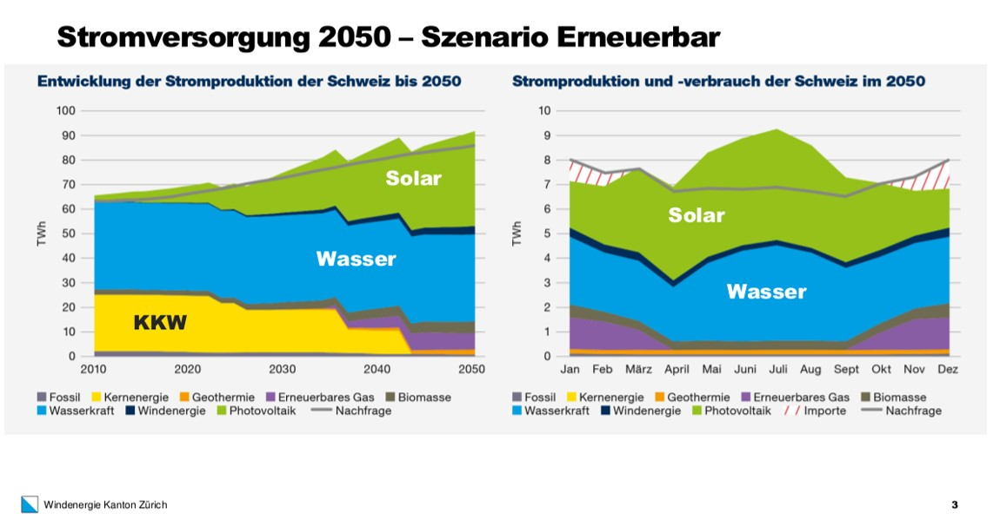 Stromversorgung 2050 – Szenario Erneuerbar
Entwicklung der Stromproduktion der Schweiz bis 2050
100
90
80
70
60
50
40
30
20
10
0
TWh
Solar
Wasser
KKW
2010 2020 2030 2040 2050
Fossil Kernenergie Geothermie Erneuerbares Gas Biomasse
Wasserkraft Windenergie Photovoltaik Nachfrage
Stromproduktion und -verbrauch der Schweiz im 2050
10
9
8
7
6
5
4
3
2
1
0
TWh
Solar
Wasser
Jan Feb März April Mai Juni Juli Aug Sept Okt Nov Dez
Fossil Kernenergie Geothermie Erneuerbares Gas Biomasse
Wasserkraft Windenergie Photovoltaik Importe Nachfrage
Windenergie Kanton Zürich
3